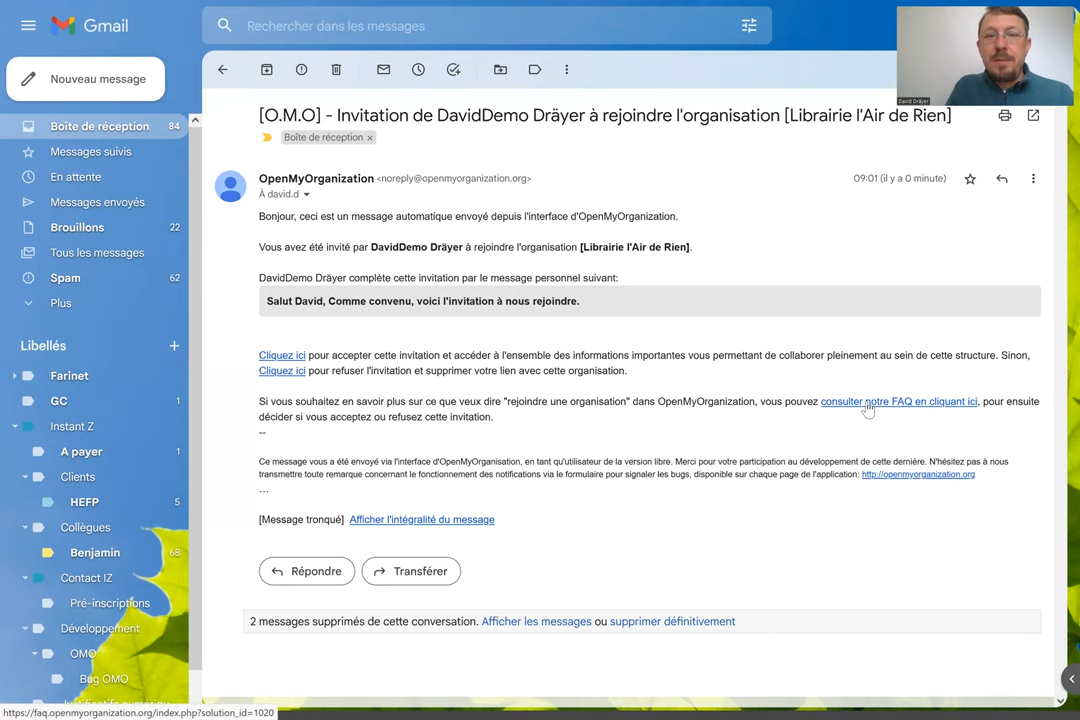 Gmail
Rechercher dans les messages
Nouveau message
Boîte de réception 84
Messages suivis
En attente
Messages envoyés
Brouillons 22
Tous les messages
Spam 62
Plus
Libellés +
Farinet
GC 1
Instant Z
A payer 1
Clients
HEFP 5
Collègues
Benjamin 68
Contact IZ
Pré-inscriptions
Développement
OMO
Bug OMO
David Dräyer
[O.M.O] - Invitation de DavidDemo Dräyer à rejoindre l'organisation [Librairie l'Air de Rien]
Boîte de réception ×
OpenMyOrganization <noreply@openmyorganization.org>
09:01 (il y a 0 minute)
À david.d
Bonjour, ceci est un message automatique envoyé depuis l'interface d'OpenMyOrganization.
Vous avez été invité par DavidDemo Dräyer à rejoindre l'organisation [Librairie l'Air de Rien].
DavidDemo Dräyer complète cette invitation par le message personnel suivant:
Salut David, Comme convenu, voici l'invitation à nous rejoindre.
Cliquez ici pour accepter cette invitation et accéder à l'ensemble des informations importantes vous permettant de collaborer pleinement au sein de cette structure. Sinon,
Cliquez ici pour refuser l'invitation et supprimer votre lien avec cette organisation.
Si vous souhaitez en savoir plus sur ce que veux dire "rejoindre une organisation" dans OpenMyOrganization, vous pouvez consulter notre FAQ en cliquant ici, pour ensuite
décider si vous acceptez ou refusez cette invitation.
--
Ce message vous a été envoyé via l'interface d'OpenMyOrgnisation, en tant qu'utilisateur de la version libre. Merci pour votre participation au développement de cette dernière. N'hésitez pas à nous
transmettre toute remarque concernant le fonctionnement des notifications via le formulaire pour signaler les bugs, disponible sur chaque page de l'application: http://openmyorganization.org
...
[Message tronqué] Afficher l'intégralité du message
Répondre
Transférer
2 messages supprimés de cette conversation. Afficher les messages ou supprimer définitivement
https://faq.openmyorganization.org/index.php?solution_id=1020